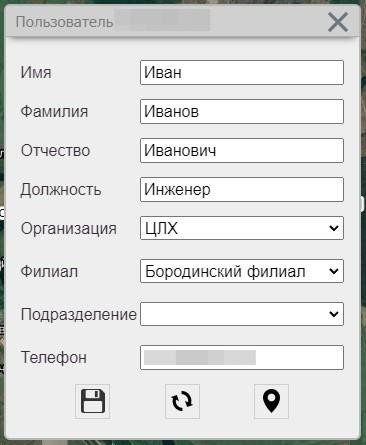 Пользователь
Имя Иван
Фамилия Иванов
Отчество Иванович
Должность Инженер
Организация ЦЛХ
Филиал Бородинский филиал
Подразделение
Телефон